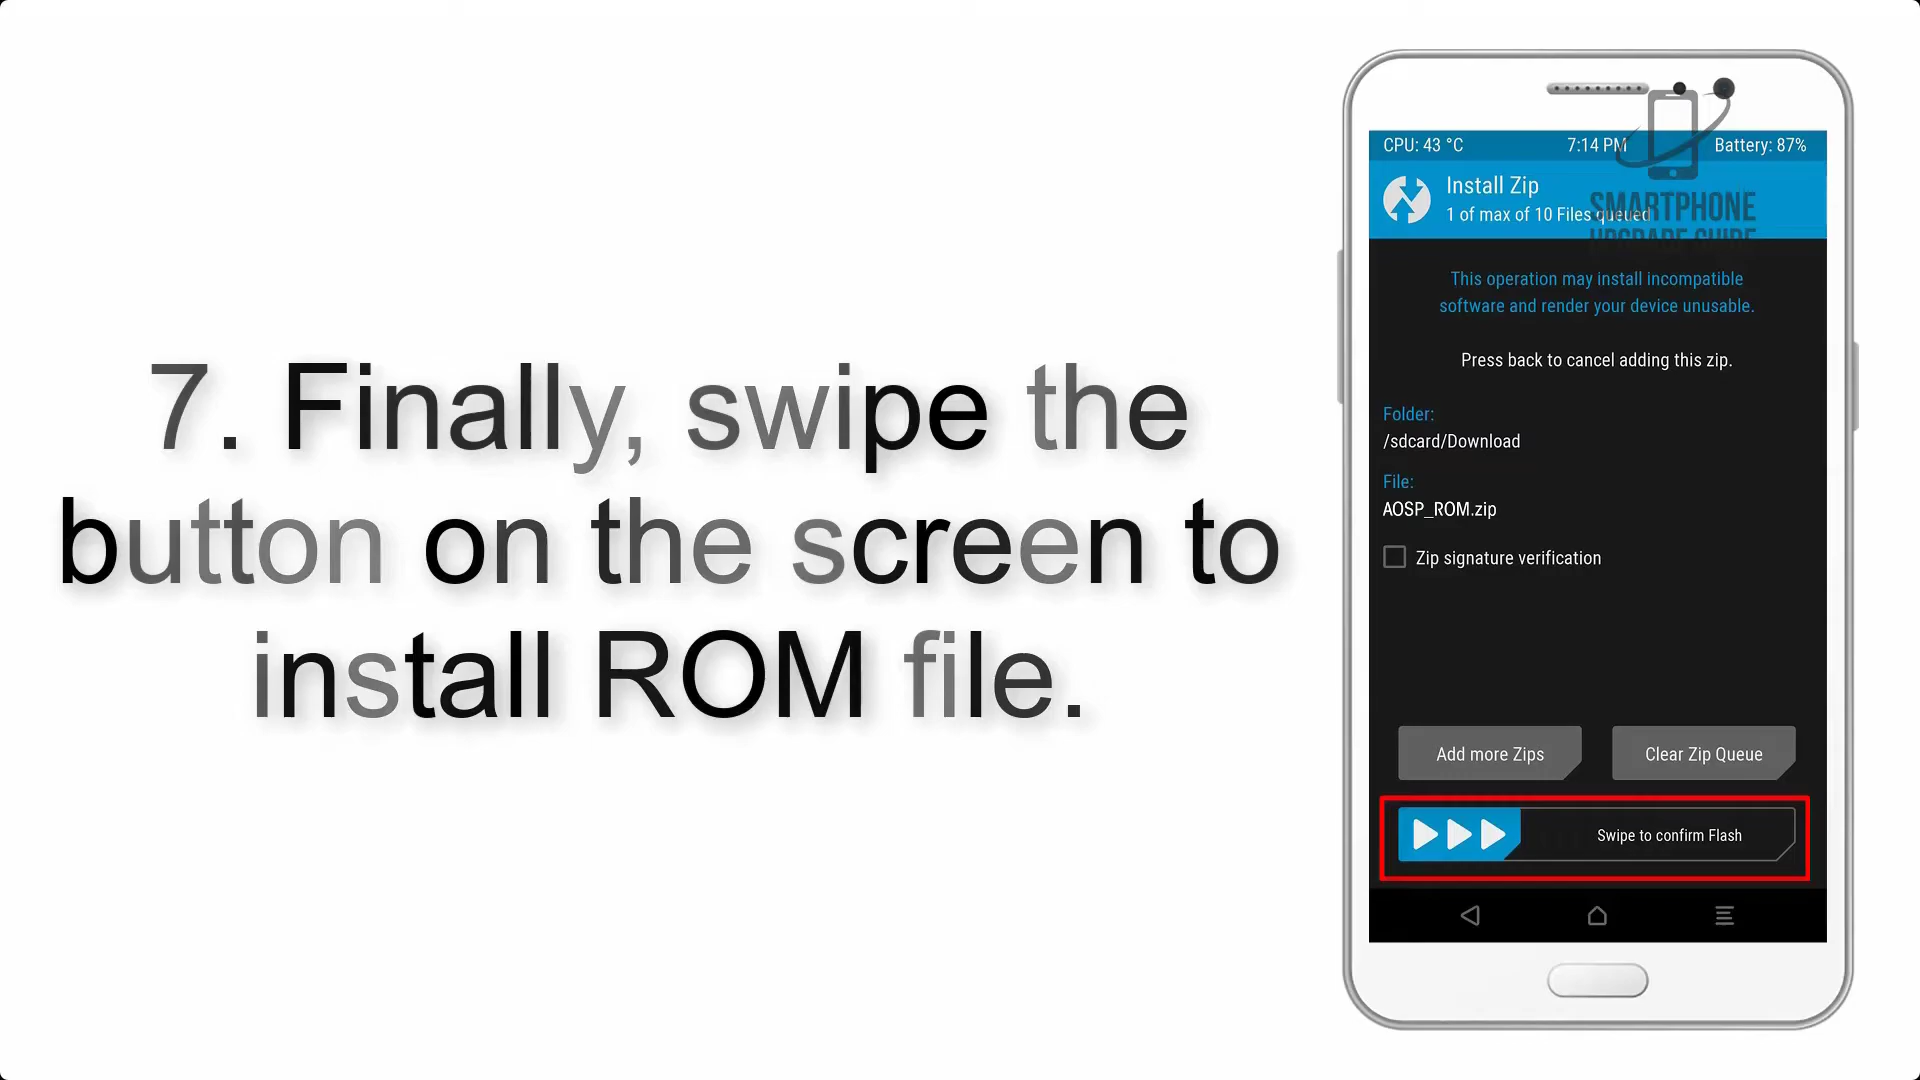 7. Finally, swipe the
button on the screen to
install ROM file.
CPU: 43 °C 7:14 PM Battery: 87%
Install Zip
1 of max of 10 Files queued
SMARTPHONE
UPGRADE GUIDE
This operation may install incompatible
software and render your device unusable.
Press back to cancel adding this zip.
Folder:
/sdcard/Download
File:
AOSP_ROM.zip
Zip signature verification
Add more Zips Clear Zip Queue
Swipe to confirm Flash